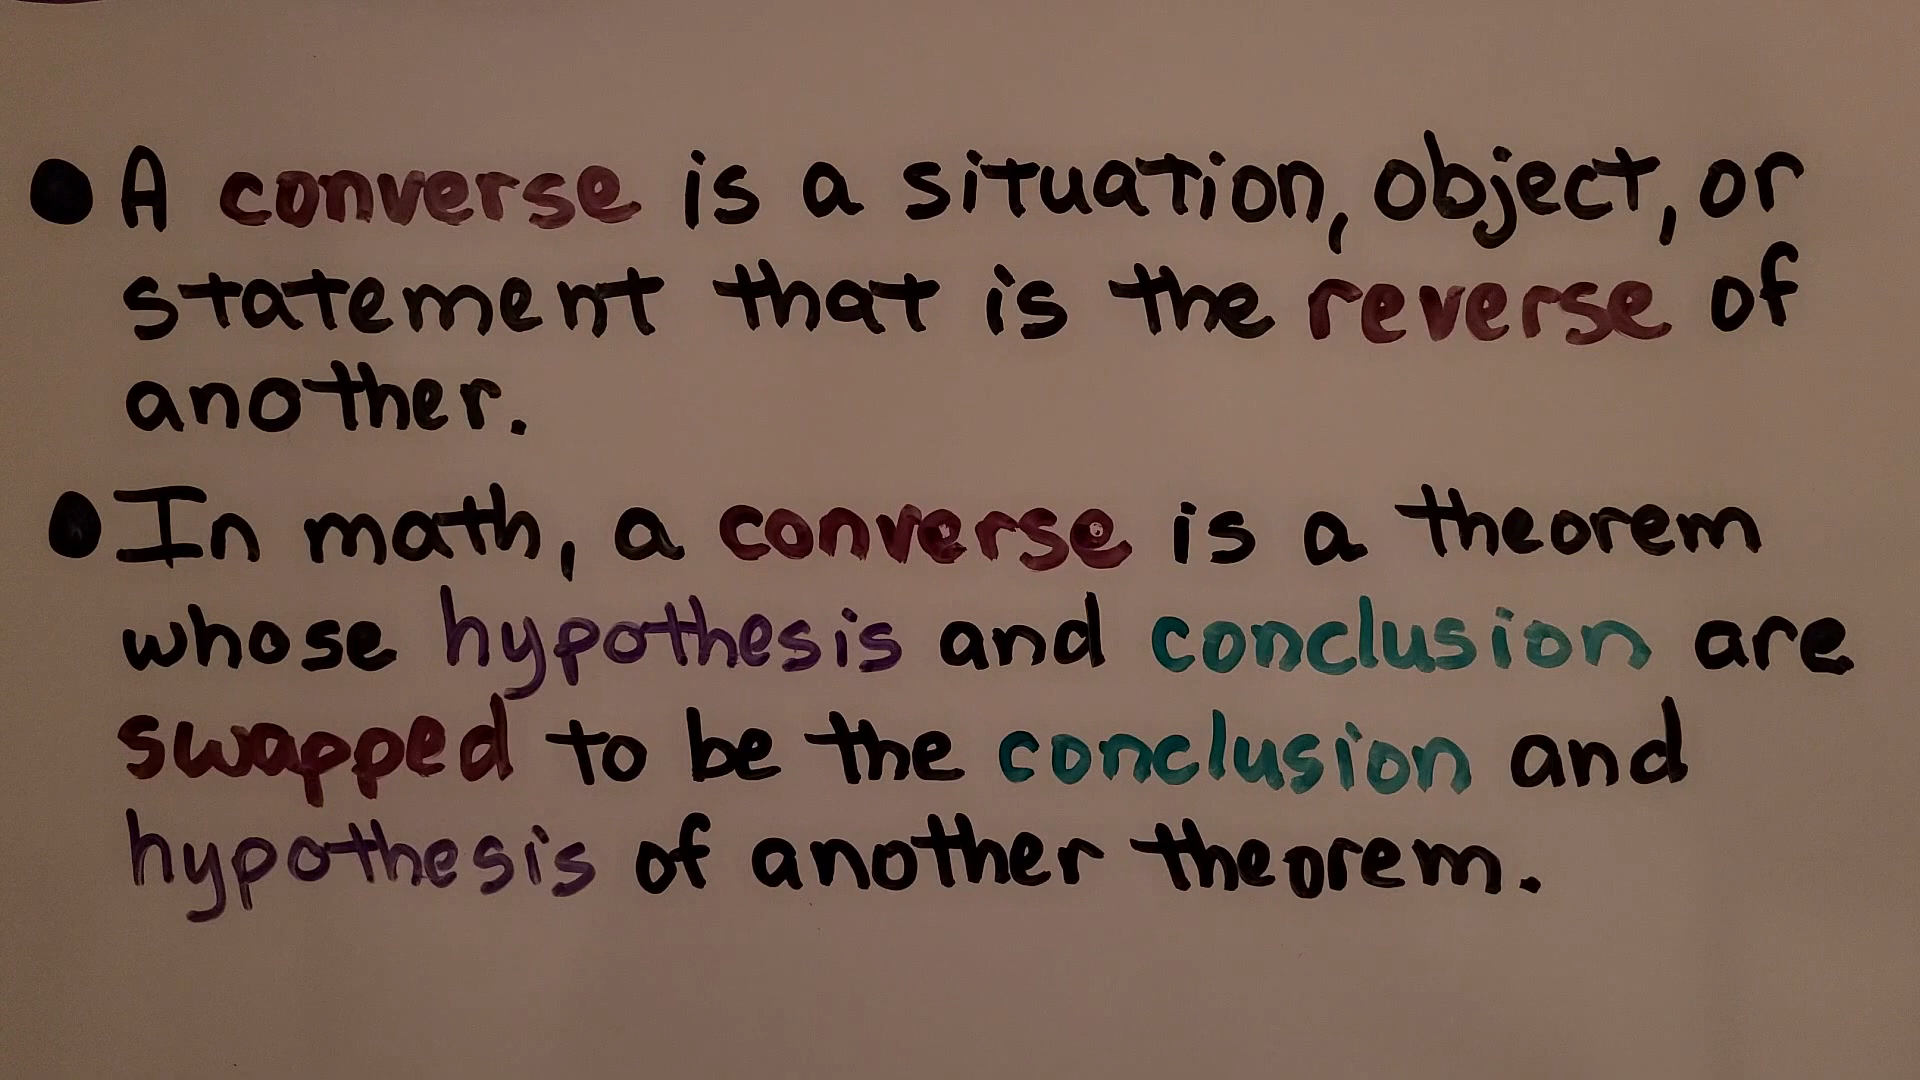 ● A converse is a situation, object, or
statement that is the reverse of
another.
● In math, a converse is a theorem
whose hypothesis and conclusion are
swapped to be the conclusion and
hypothesis of another theorem.